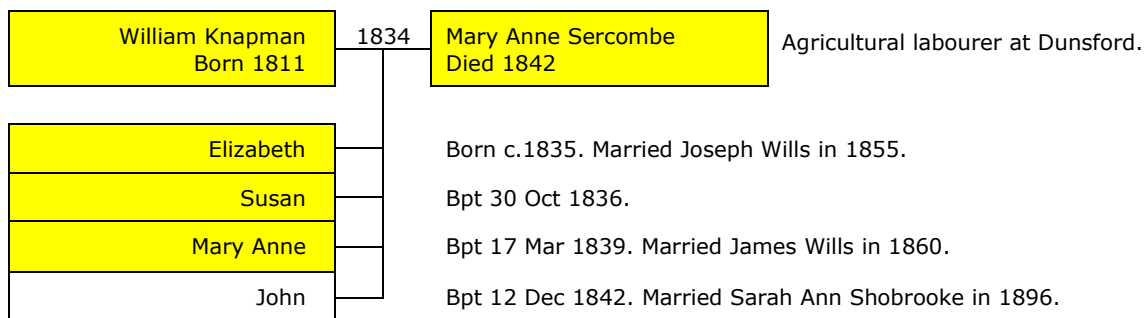 William Knapman 1834 Mary Anne Sercombe Agricultural labourer at Dunsford.
Born 1811 Died 1842
Elizabeth Born c.1835. Married Joseph Wills in 1855.
Susan Bpt 30 Oct 1836.
Mary Anne Bpt 17 Mar 1839. Married James Wills in 1860.
John Bpt 12 Dec 1842. Married Sarah Ann Shobrooke in 1896.